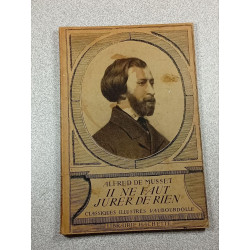 ALFRED DE MUSSET
IL NE FAUT
JURER DE RIEN
CLASSIQUES ILLUSTRÉS VAUBOURDOLLE
LIBRAIRIE HACHETTE